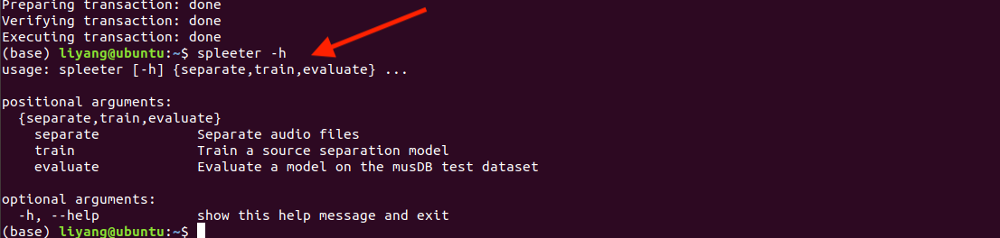 Preparing transaction: done
Verifying transaction: done
Executing transaction: done
(base) liyang@ubuntu:~$ spleeter -h
usage: spleeter [-h] {separate,train,evaluate} ...

positional arguments:
  {separate,train,evaluate}
    separate            Separate audio files
    train               Train a source separation model
    evaluate            Evaluate a model on the musDB test dataset

optional arguments:
  -h, --help            show this help message and exit
(base) liyang@ubuntu:~$